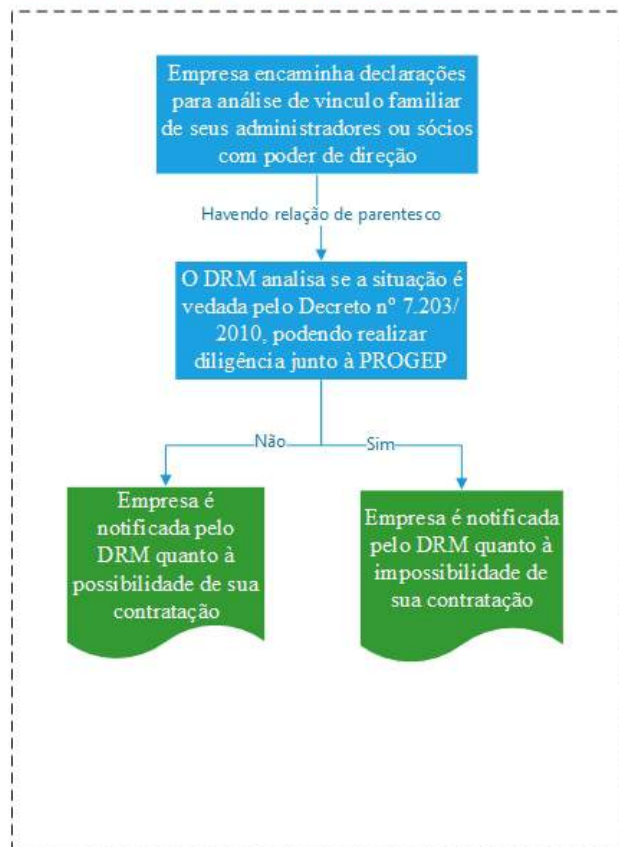 Empresa encaminha declarações
para análise de vinculo familiar
de seus administradores ou sócios
com poder de direção
Havendo relação de parentesco
O DRM analisa se a situação é
vedada pelo Decreto nº 7.203/
2010, podendo realizar
diligência junto à PROGEP
Não
Sim
Empresa é
notificada pelo
DRM quanto à
possibilidade de sua
contratação
Empresa é notificada
pelo DRM quanto à
impossibilidade de
sua contratação